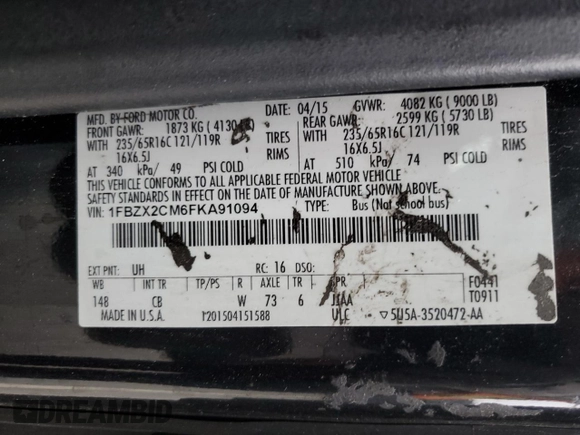 MFD. BY FORD MOTOR CO. 04/15 GVWR: 4082 KG ( 9000 LB)
FRONT GAWR: 1873 KG ( 4130 LB) REAR GAWR: 2599 KG ( 5730 LB)
WITH 235/65R16C 121/119R TIRES WITH 235/65R16C 121/119R TIRES
16X6.5J RIMS 16X6.5J RIMS
AT 340 kPa/ 49 PSI COLD AT 510 kPa/ 74 PSI COLD
THIS VEHICLE CONFORMS TO ALL APPLICABLE FEDERAL MOTOR VEHICLE
SAFETY STANDARDS IN EFFECT ON THE DATE OF MANUFACTURE SHOWN ABOVE.
VIN: 1FBZX2CM6FKA91094 TYPE: Bus (Not school bus)
EXT PNT: UH RC: 16 DSO: F0441
WB INT TR TP/PS R AXLE TR SPR T0911
148 CB W 73 6 JJAA
MADE IN U.S.A. T201504151588 ULC 5U5A-3520472-AA
DREAMBID